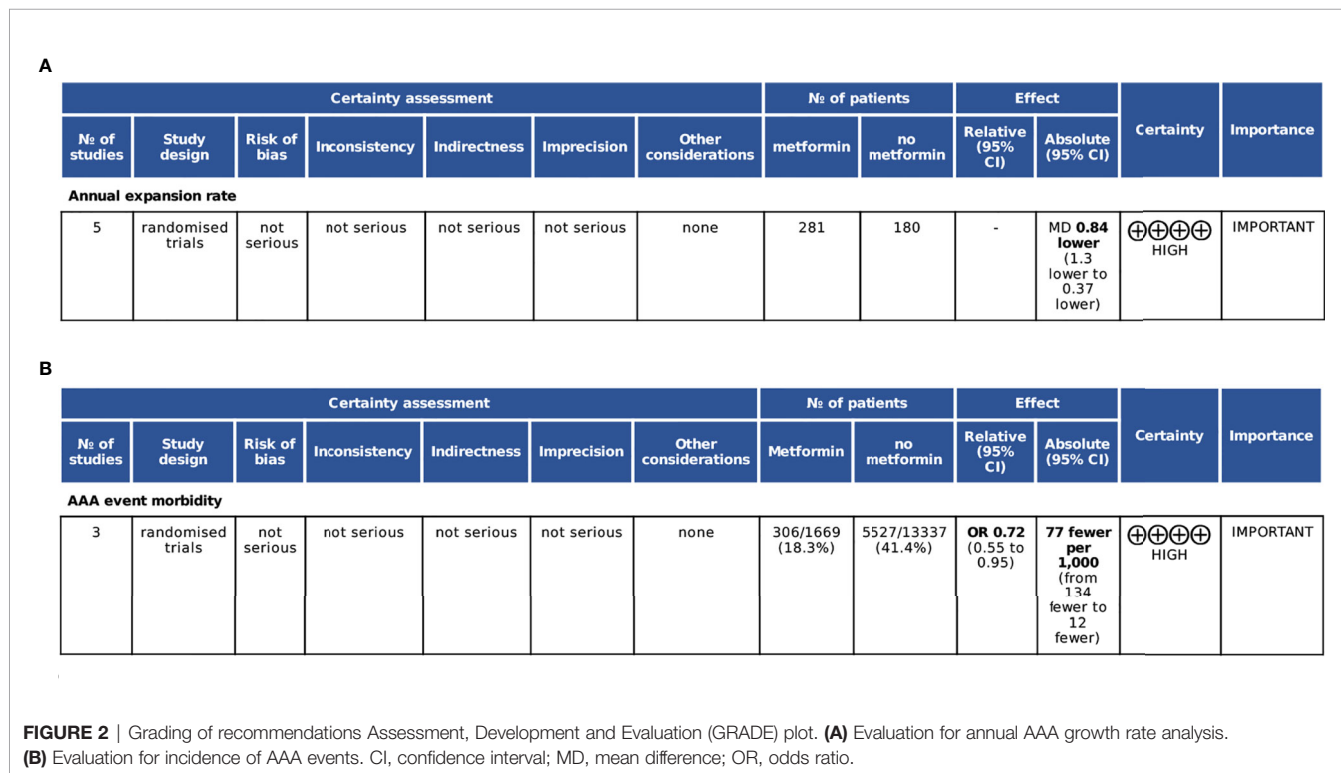 A
Certainty assessment
№ of patients
Effect
Certainty
Importance
№ of studies
Study design
Risk of bias
Inconsistency
Indirectness
Imprecision
Other considerations
metformin
no metformin
Relative (95% CI)
Absolute (95% CI)
Annual expansion rate
5
randomised trials
not serious
not serious
not serious
not serious
none
281
180
-
MD 0.84 lower (1.3 lower to 0.37 lower)
⊕⊕⊕⊕ HIGH
IMPORTANT
B
Certainty assessment
№ of patients
Effect
Certainty
Importance
№ of studies
Study design
Risk of bias
Inconsistency
Indirectness
Imprecision
Other considerations
Metformin
no metformin
Relative (95% CI)
Absolute (95% CI)
AAA event morbidity
3
randomised trials
not serious
not serious
not serious
not serious
none
306/1669 (18.3%)
5527/13337 (41.4%)
OR 0.72 (0.55 to 0.95)
77 fewer per 1,000 (from 134 fewer to 12 fewer)
⊕⊕⊕⊕ HIGH
IMPORTANT
FIGURE 2 | Grading of recommendations Assessment, Development and Evaluation (GRADE) plot. (A) Evaluation for annual AAA growth rate analysis.
(B) Evaluation for incidence of AAA events. CI, confidence interval; MD, mean difference; OR, odds ratio.